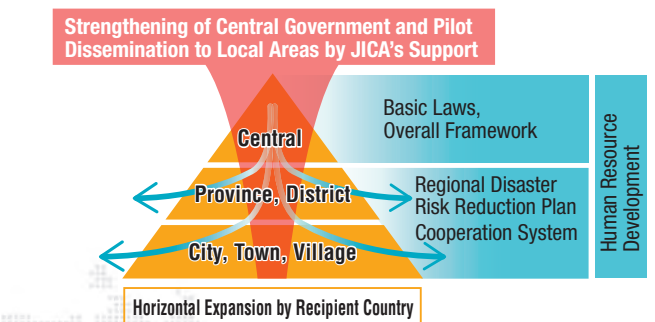 Strengthening of Central Government and Pilot
Dissemination to Local Areas by JICA's Support
Central
Basic Laws,
Overall Framework
Province, District
Regional Disaster
Risk Reduction Plan
Cooperation System
City, Town, Village
Human Resource
Development
Horizontal Expansion by Recipient Country